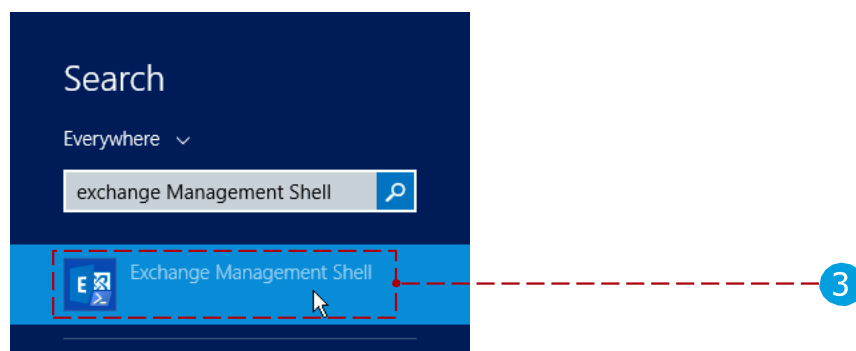 Search
Everywhere
exchange Management Shell
Exchange Management Shell
3